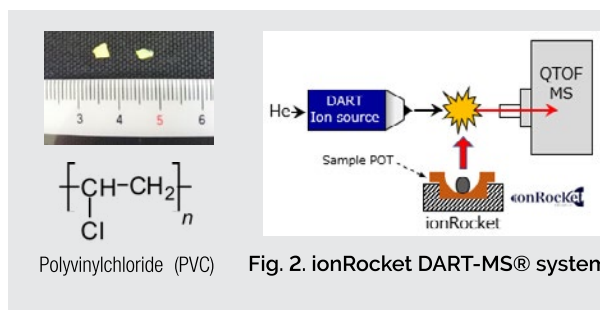 3 4 5 6
[CH-CH2]n
Cl
Polyvinylchloride (PVC)
He
DART
Ion source
QTOF
MS
Sample POT
ionRocket
ionRocket
Fig. 2. ionRocket DART-MS® system